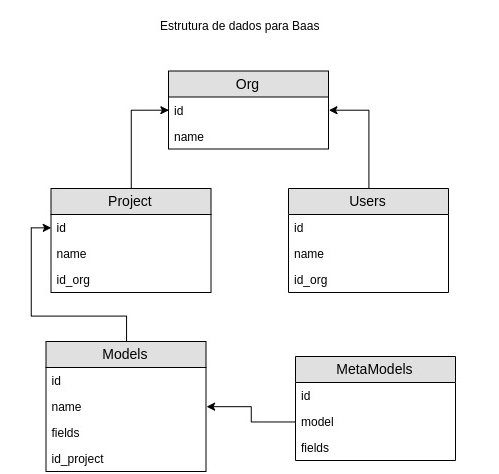 Estrutura de dados para Baas
Org
id
name
Project
id
name
id_org
Users
id
name
id_org
Models
id
name
fields
id_project
MetaModels
id
model
fields